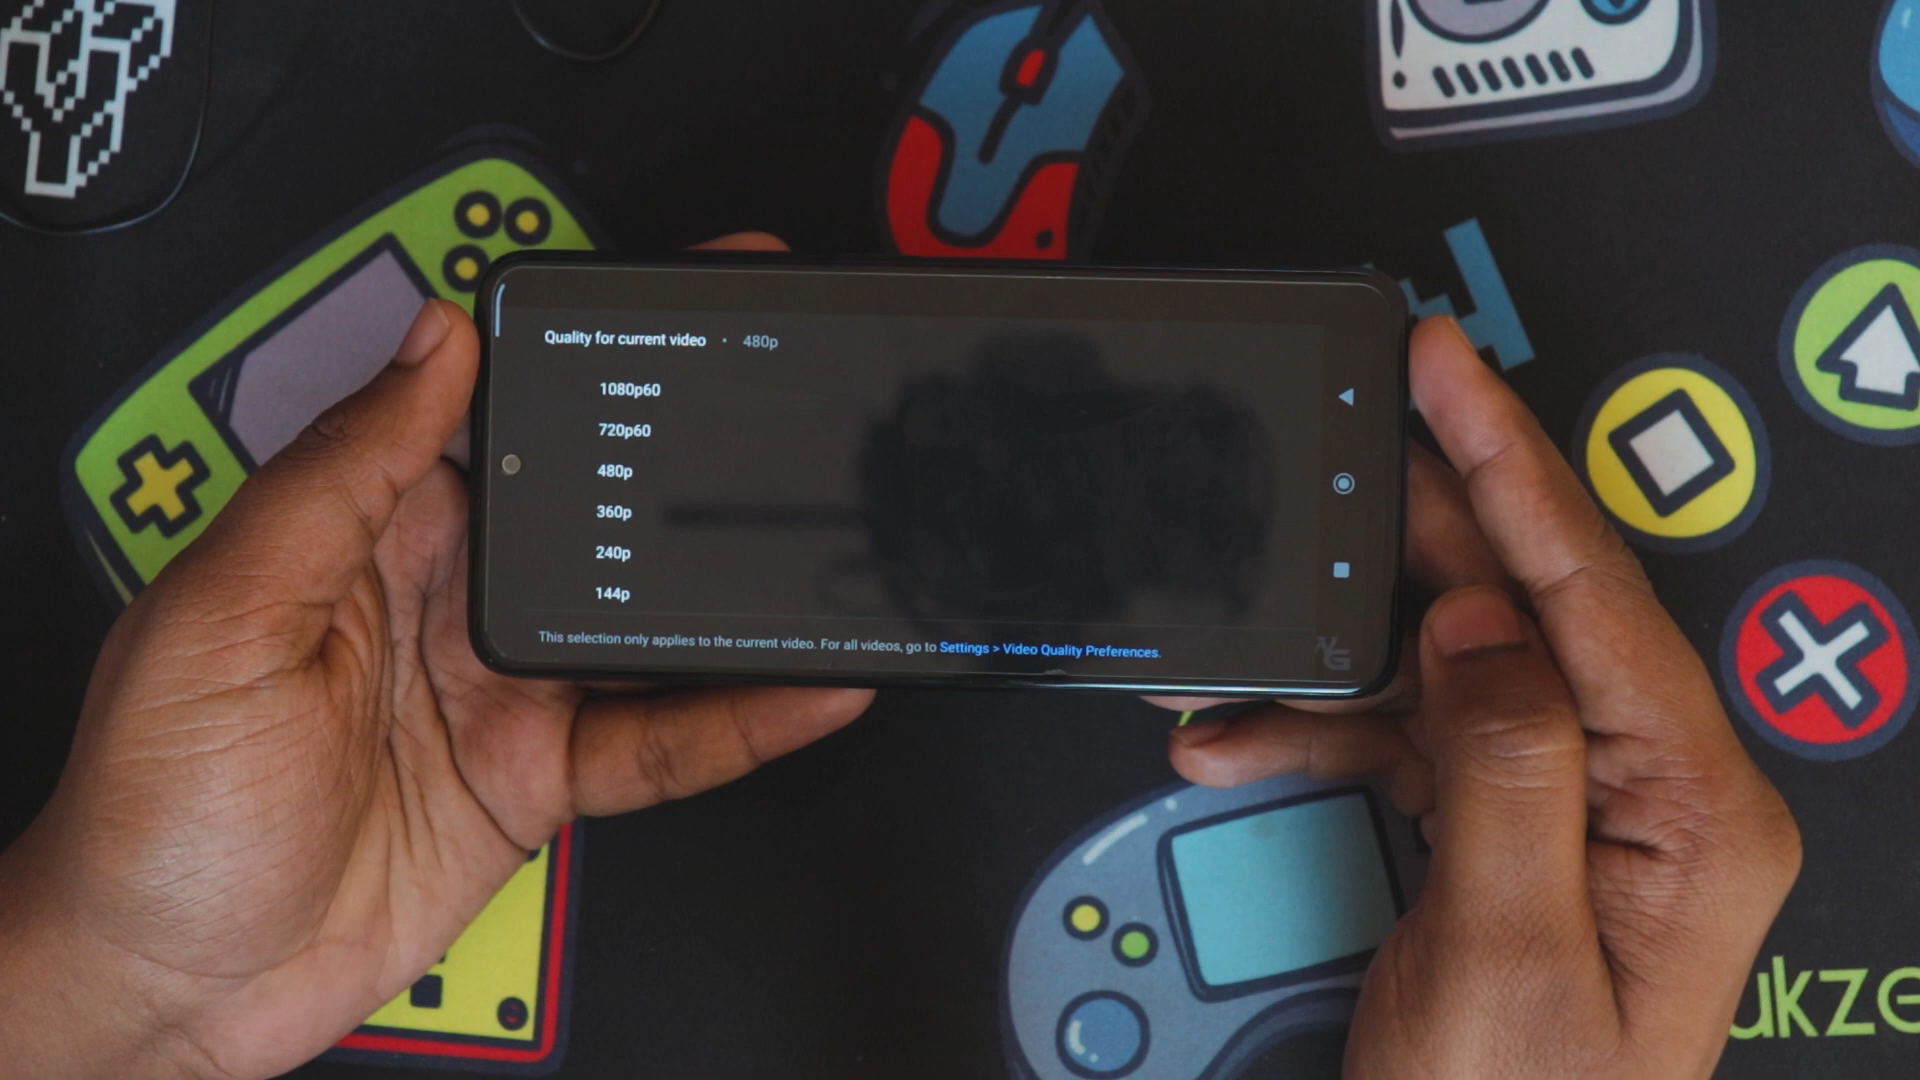 Quality for current video • 480p
1080p60
720p60
480p
360p
240p
144p
This selection only applies to the current video. For all videos, go to Settings > Video Quality Preferences.
ukze